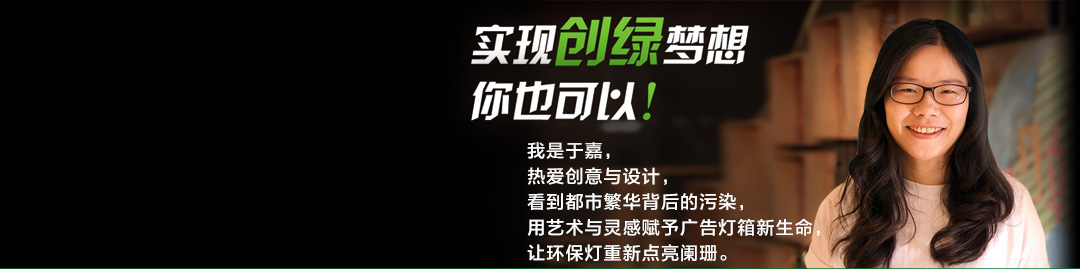 实现创绿梦想
你也可以！
我是于嘉，
热爱创意与设计，
看到都市繁华背后的污染，
用艺术与灵感赋予广告灯箱新生命，
让环保灯重新点亮阑珊。